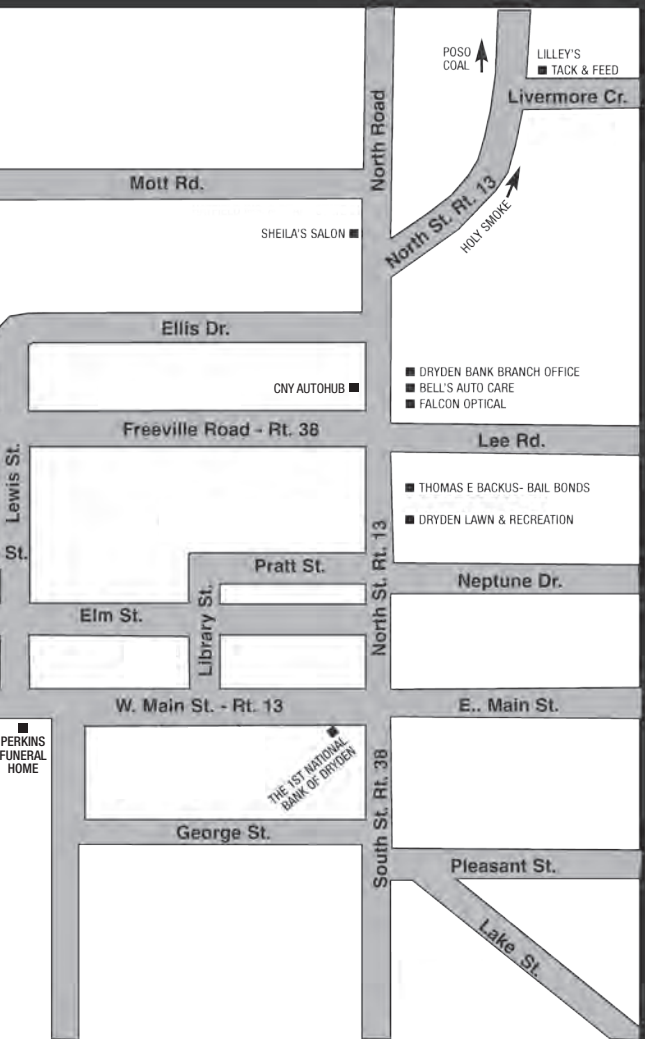 POSO
COAL
LILLEY'S
TACK & FEED
Livermore Cr.
North Road
Mott Rd.
North St. Rt. 13
HOLY SMOKE
SHEILA'S SALON
Ellis Dr.
DRYDEN BANK BRANCH OFFICE
CNY AUTOHUB
BELL'S AUTO CARE
FALCON OPTICAL
Freeville Road - Rt. 38
Lee Rd.
Lewis St.
THOMAS E BACKUS- BAIL BONDS
DRYDEN LAWN & RECREATION
St.
North St. Rt. 13
Pratt St.
Neptune Dr.
Library St.
Elm St.
W. Main St. - Rt. 13
E.. Main St.
PERKINS
FUNERAL
HOME
THE 1ST NATIONAL
BANK OF DRYDEN
South St. Rt. 38
George St.
Pleasant St.
Lake St.